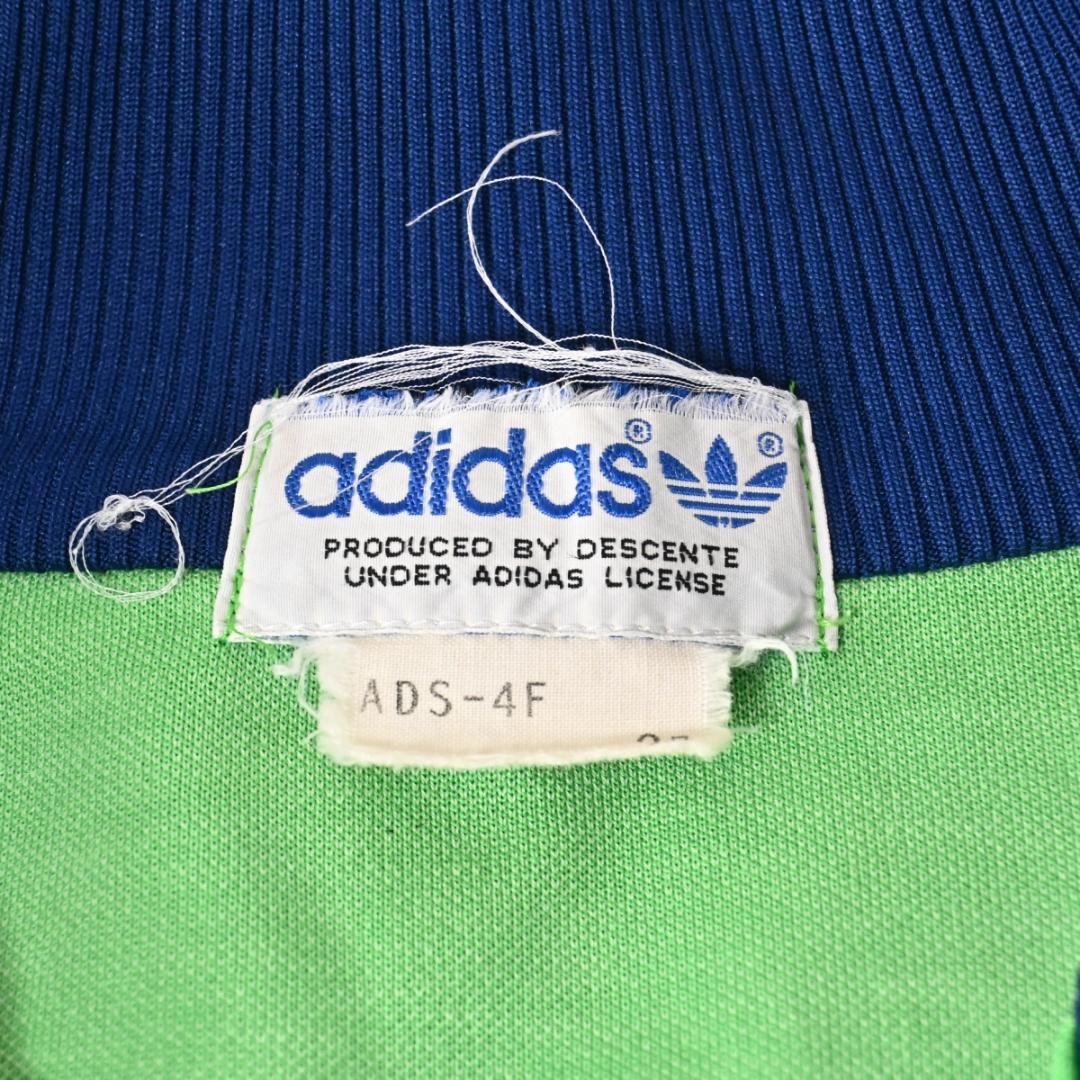 adidas®
®
PRODUCED BY DESCENTE
UNDER ADIDAS LICENSE
ADS-4F